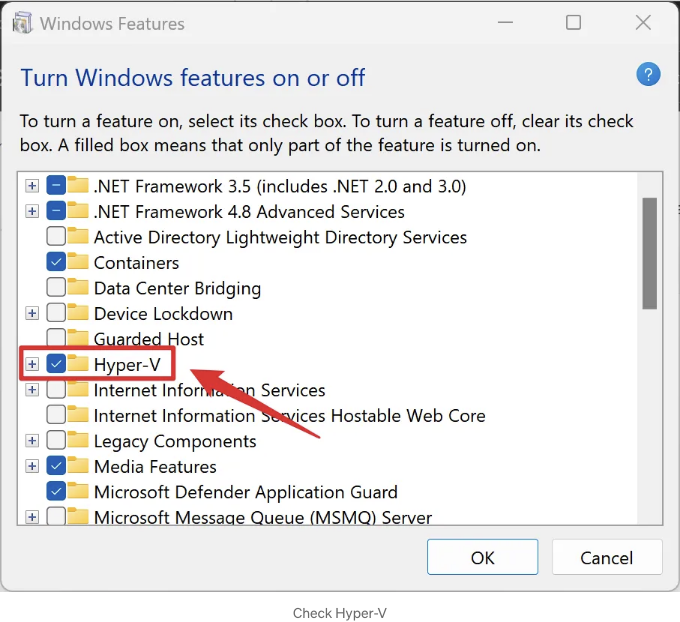 Windows Features
Turn Windows features on or off
?
To turn a feature on, select its check box. To turn a feature off, clear its check
box. A filled box means that only part of the feature is turned on.
.NET Framework 3.5 (includes .NET 2.0 and 3.0)
.NET Framework 4.8 Advanced Services
Active Directory Lightweight Directory Services
Containers
Data Center Bridging
Device Lockdown
Guarded Host
Hyper-V
Internet Information Services
Internet Information Services Hostable Web Core
Legacy Components
Media Features
Microsoft Defender Application Guard
Microsoft Message Queue (MSMQ) Server
OK Cancel
Check Hyper-V